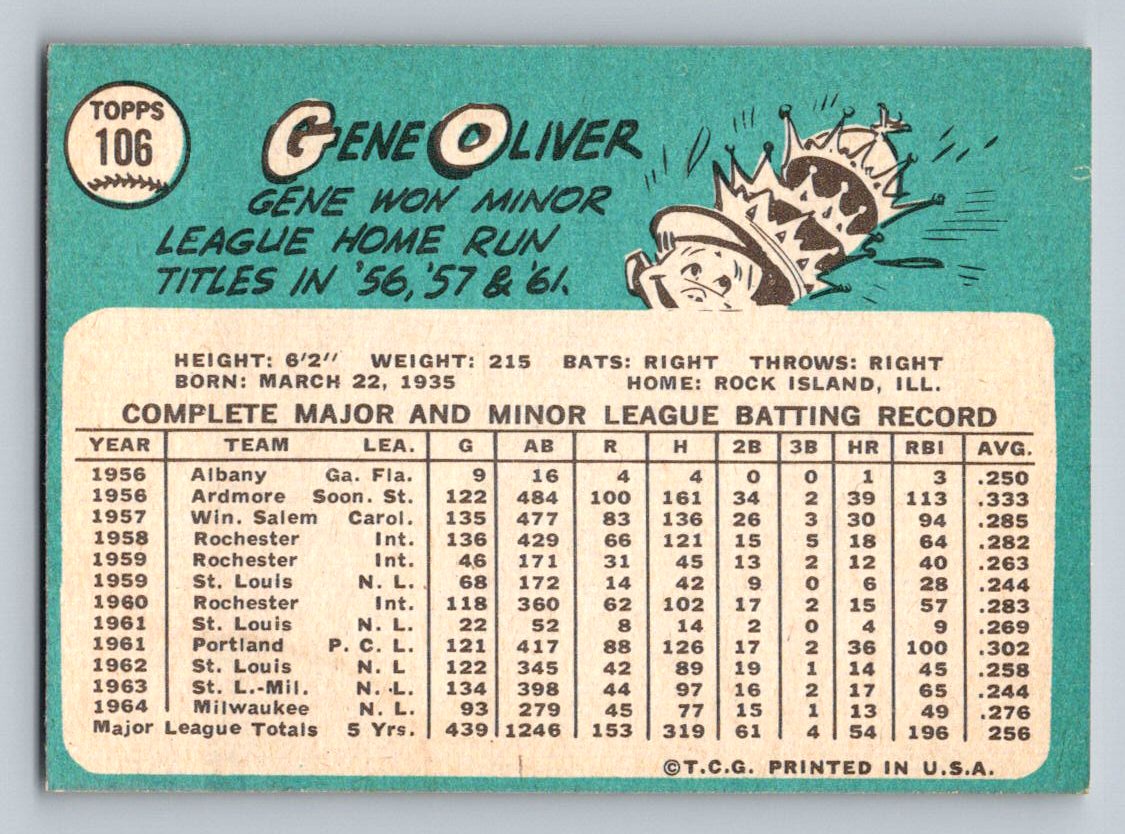 TOPPS
106
GENE OLIVER
GENE WON MINOR
LEAGUE HOME RUN
TITLES IN '56, '57 & '61.
HEIGHT: 6'2" WEIGHT: 215 BATS: RIGHT THROWS: RIGHT
BORN: MARCH 22, 1935 HOME: ROCK ISLAND, ILL.
COMPLETE MAJOR AND MINOR LEAGUE BATTING RECORD
YEAR TEAM LEA. G AB R H 2B 3B HR RBI AVG.
1956 Albany Ga. Fla. 9 16 4 4 0 0 1 3 .250
1956 Ardmore Soon. St. 122 484 100 161 34 2 39 113 .333
1957 Win. Salem Carol. 135 477 83 136 26 3 30 94 .285
1958 Rochester Int. 136 429 66 121 15 5 18 64 .282
1959 Rochester Int. 46 171 31 45 13 2 12 40 .263
1959 St. Louis N. L. 68 172 14 42 9 0 6 28 .244
1960 Rochester Int. 118 360 62 102 17 2 15 57 .283
1961 St. Louis N. L. 22 52 8 14 2 0 4 9 .269
1961 Portland P. C. L. 121 417 88 126 17 2 36 100 .302
1962 St. Louis N. L 122 345 42 89 19 1 14 45 .258
1963 St. L.-Mil. N. L. 134 398 44 97 16 2 17 65 .244
1964 Milwaukee N. L. 93 279 45 77 15 1 13 49 .276
Major League Totals 5 Yrs. 439 1246 153 319 61 4 54 196 256
©T.C.G. PRINTED IN U.S.A.